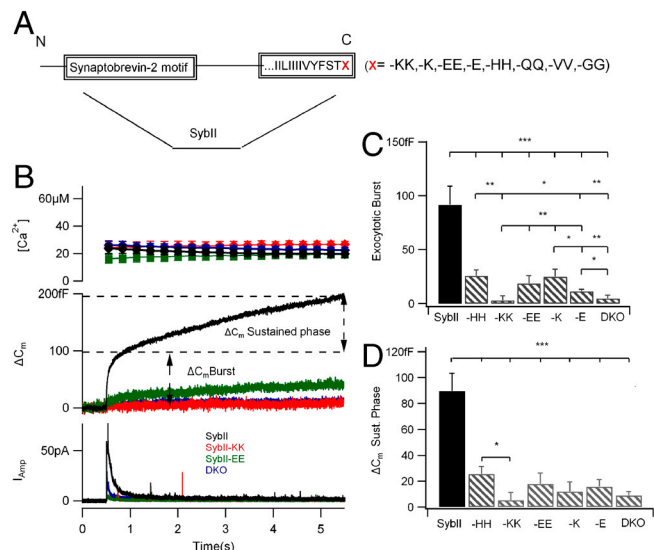 A
N
C
Synaptobrevin-2 motif
...IILIIIIVYFSTX
(X= -KK,-K,-EE,-E,-HH,-QQ,-VV,-GG)
SybII
B
60µM
40
20
0
[Ca²⁺]
200fF
100
0
ΔCm
ΔCm Sustained phase
ΔCmBurst
50pA
0
IAmp
SybII
SybII-KK
SybII-EE
DKO
0 1 2 3 4 5
Time(s)
C
150fF
100
50
0
Exocytotic Burst
***
** * **
**
* **
*
SybII -HH -KK -EE -K -E DKO
D
120fF
100
80
60
40
20
0
ΔCm Sust. Phase
***
*
SybII -HH -KK -EE -K -E DKO